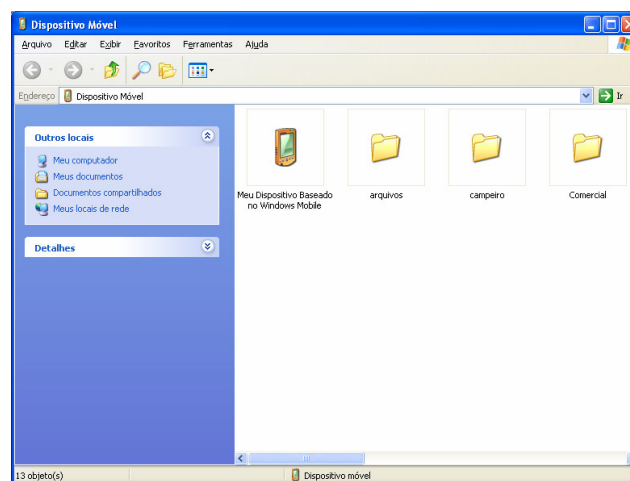 Dispositivo Móvel
Arquivo Editar Exibir Favoritos Ferramentas Ajuda
Endereço Dispositivo Móvel Ir
Outros locais
Meu computador
Meus documentos
Documentos compartilhados
Meus locais de rede
Detalhes
Meu Dispositivo Baseado
no Windows Mobile
arquivos
campeiro
Comercial
13 objeto(s) Dispositivo móvel